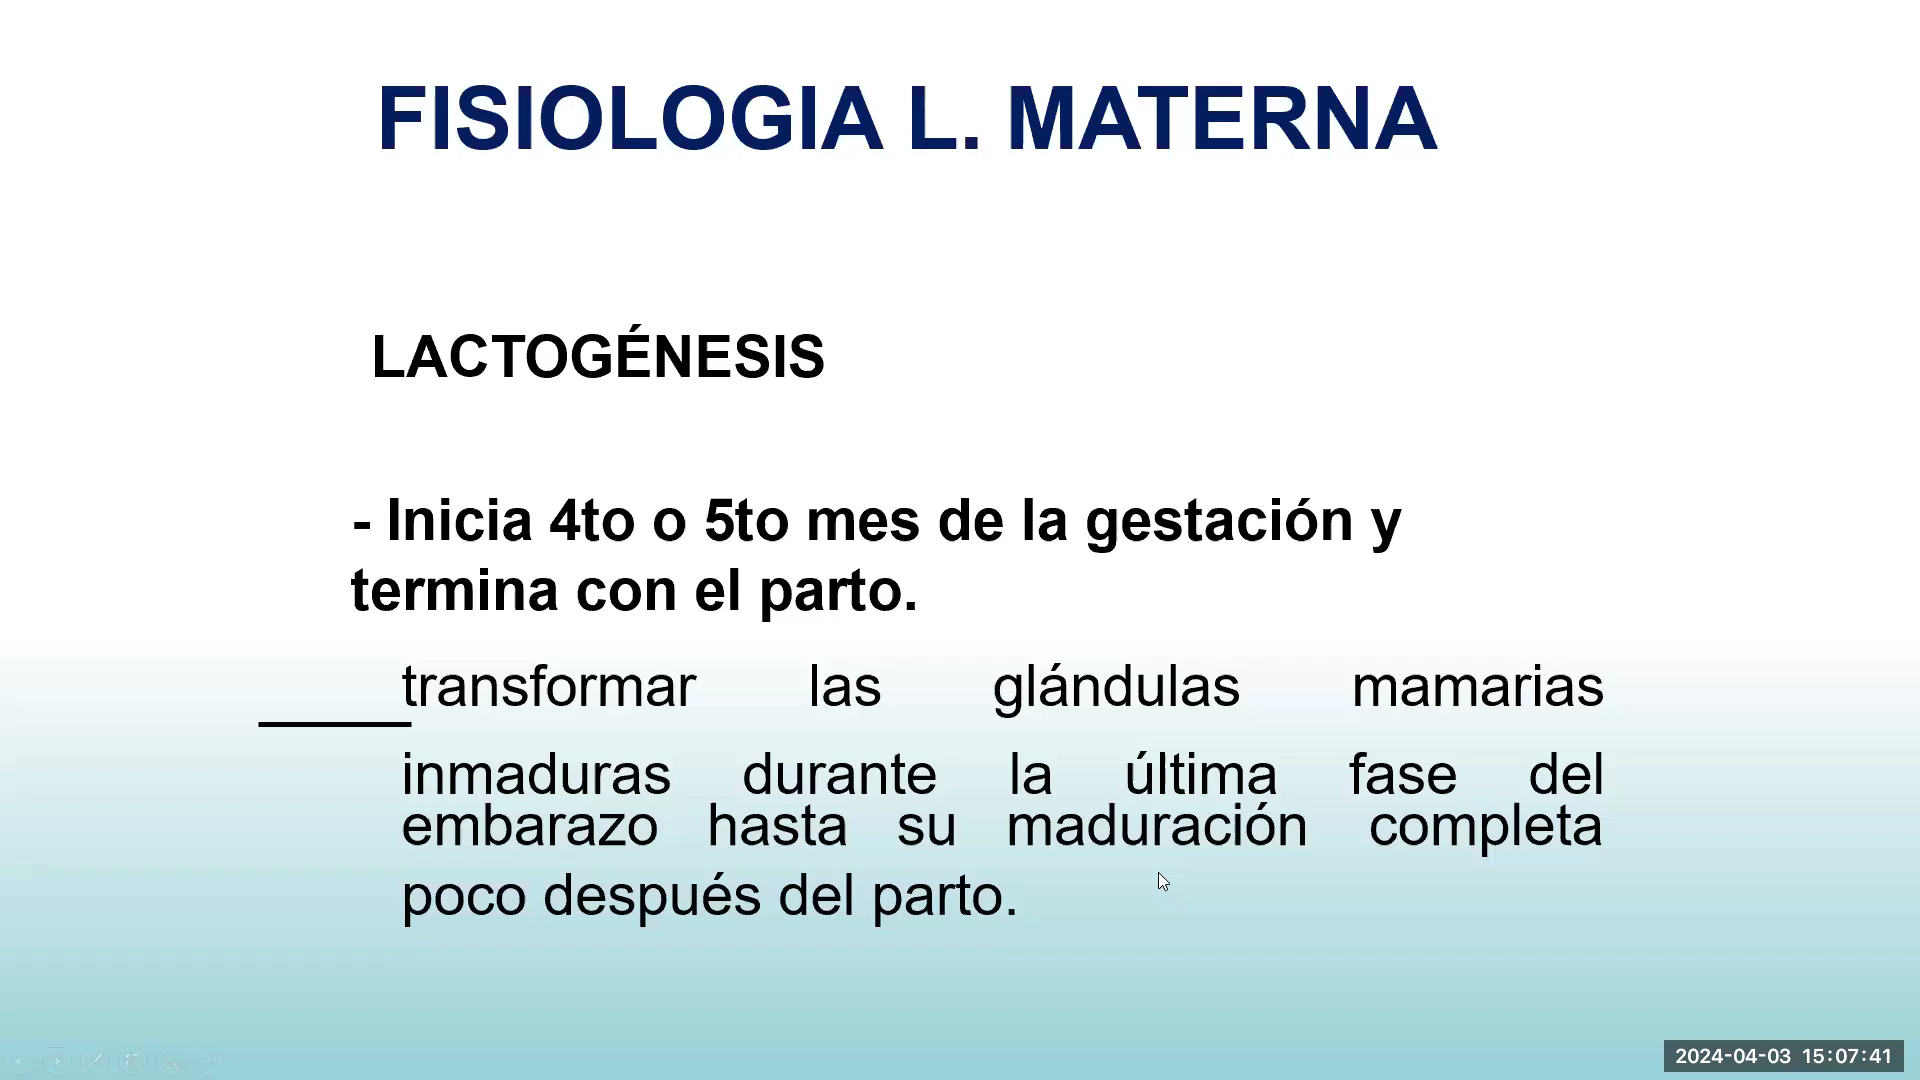 FISIOLOGIA L. MATERNA
LACTOGÉNESIS
- Inicia 4to o 5to mes de la gestación y
termina con el parto.
transformar las glándulas mamarias
inmaduras durante la última fase del
embarazo hasta su maduración completa
poco después del parto.
2024-04-03 15:07:41